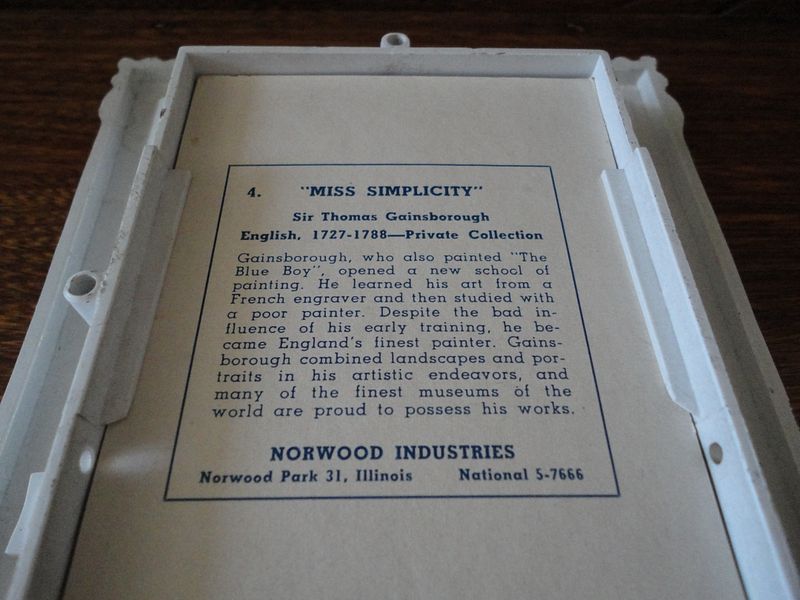 4. "MISS SIMPLICITY"
Sir Thomas Gainsborough
English, 1727-1788—Private Collection
Gainsborough, who also painted "The
Blue Boy", opened a new school of
painting. He learned his art from a
French engraver and then studied with
a poor painter. Despite the bad in-
fluence of his early training, he be-
came England's finest painter. Gains-
borough combined landscapes and por-
traits in his artistic endeavors, and
many of the finest museums of the
world are proud to possess his works.
NORWOOD INDUSTRIES
Norwood Park 31, Illinois National 5-7666